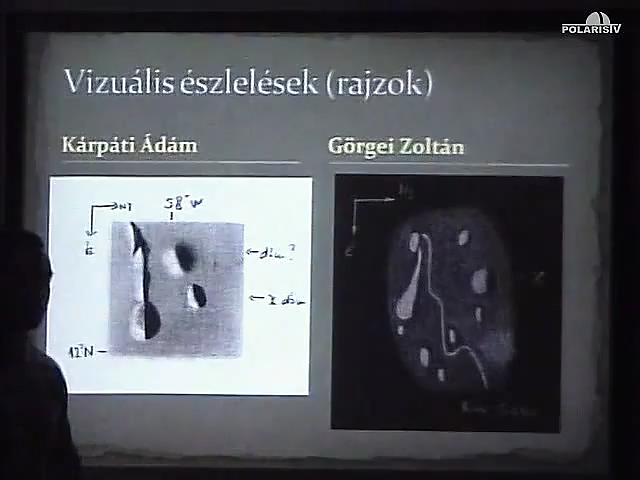 POLARISTV
Vizuális észlelések (rajzok)
Kárpáti Ádám
Görgei Zoltán
58° W
12°N